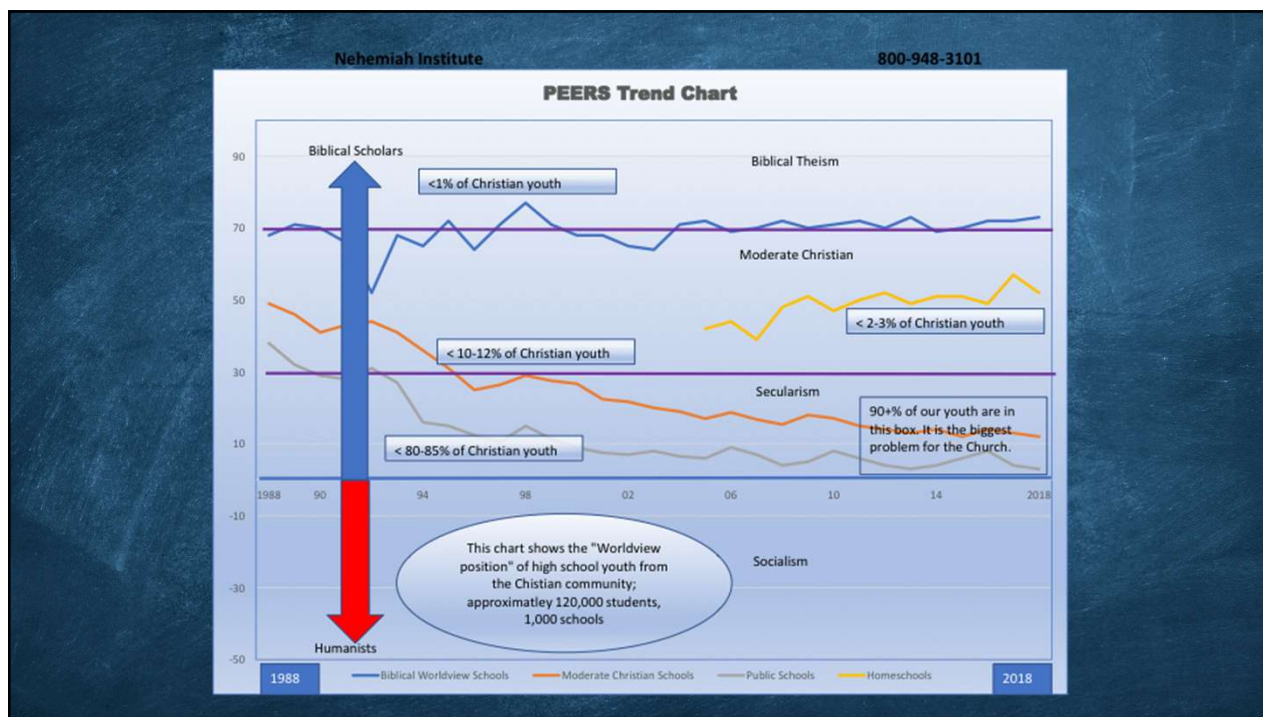 Nehemiah Institute
800-948-3101
PEERS Trend Chart
Biblical Scholars
Biblical Theism
<1% of Christian youth
Moderate Christian
< 2-3% of Christian youth
< 10-12% of Christian youth
Secularism
90+% of our youth are in
this box. It is the biggest
problem for the Church.
< 80-85% of Christian youth
90
70
50
30
10
-10
-30
-50
1988 90 94 98 02 06 10 14 2018
This chart shows the "Worldview
position" of high school youth from
the Chistian community;
approximatley 120,000 students,
1,000 schools
Socialism
Humanists
1988
Biblical Worldview Schools
Moderate Christian Schools
Public Schools
Homeschools
2018